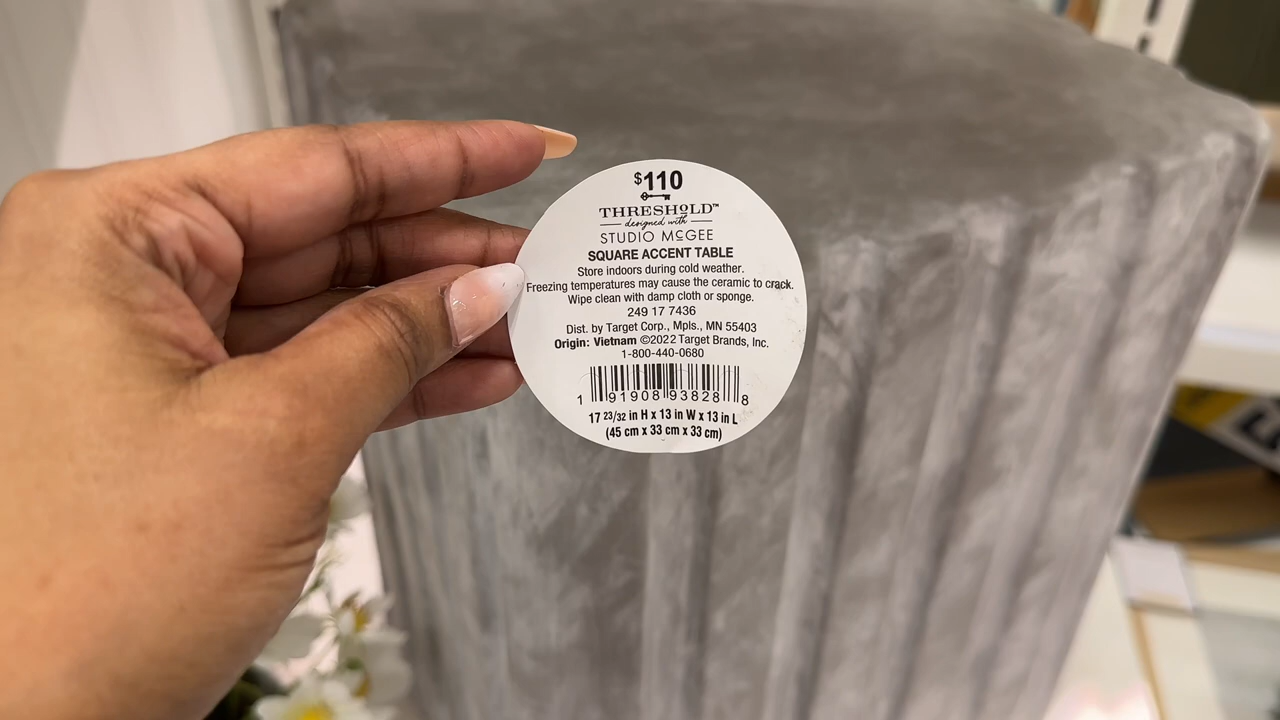 $110
THRESHOLD™
designed with
STUDIO McGEE
SQUARE ACCENT TABLE
Store indoors during cold weather.
Freezing temperatures may cause the ceramic to crack.
Wipe clean with damp cloth or sponge.
249 17 7436
Dist. by Target Corp., Mpls., MN 55403
Origin: Vietnam ©2022 Target Brands, Inc.
1-800-440-0680
1 91908 93828 8
17 23/32 in H x 13 in W x 13 in L
(45 cm x 33 cm x 33 cm)